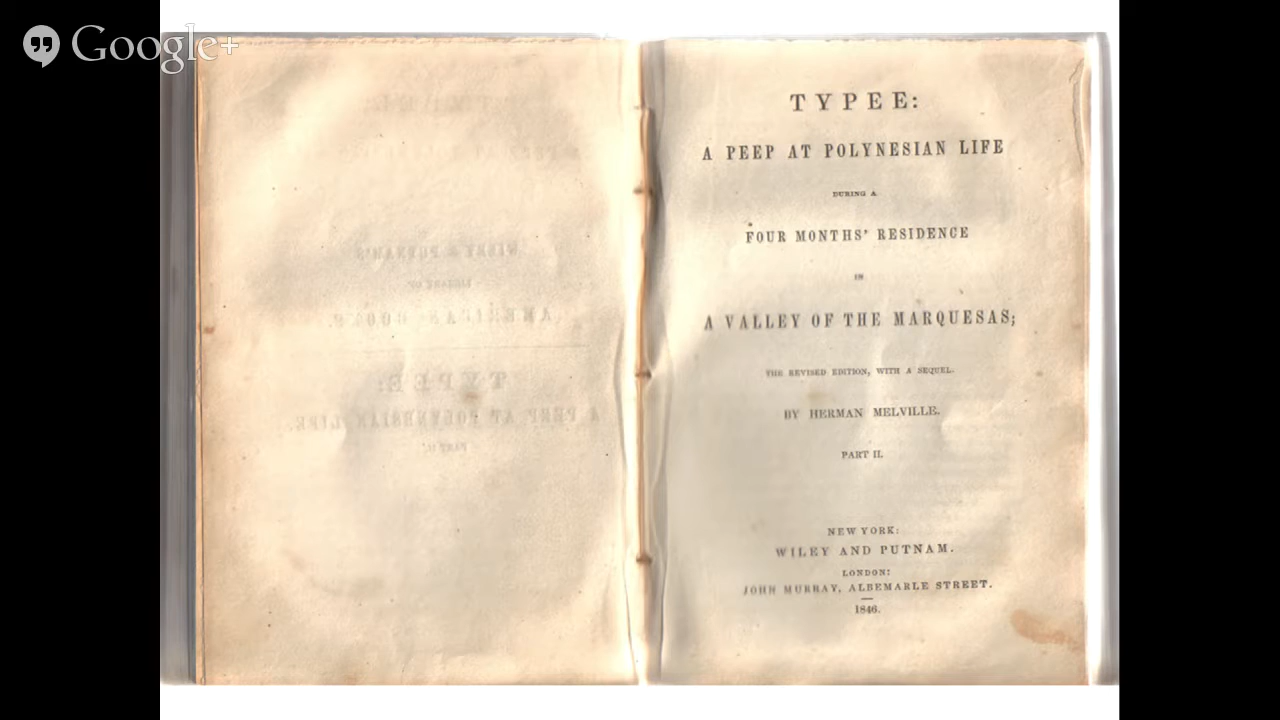 Google+
TYPEE:
A PEEP AT POLYNESIAN LIFE
DURING A
FOUR MONTHS' RESIDENCE
IN
A VALLEY OF THE MARQUESAS;
THE REVISED EDITION, WITH A SEQUEL.
BY HERMAN MELVILLE.
PART II.
NEW YORK:
WILEY AND PUTNAM.
LONDON:
JOHN MURRAY, ALBEMARLE STREET.
1846.